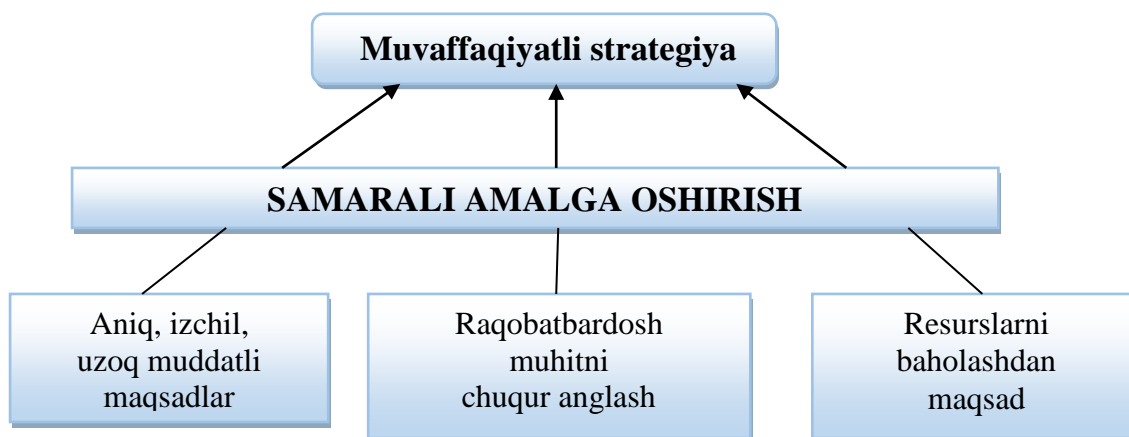 Muvaffaqiyatli strategiya
SAMARALI AMALGA OSHIRISH
Aniq, izchil,
uzoq muddatli
maqsadlar
Raqobatbardosh
muhitni
chuqur anglash
Resurslarni
baholashdan
maqsad